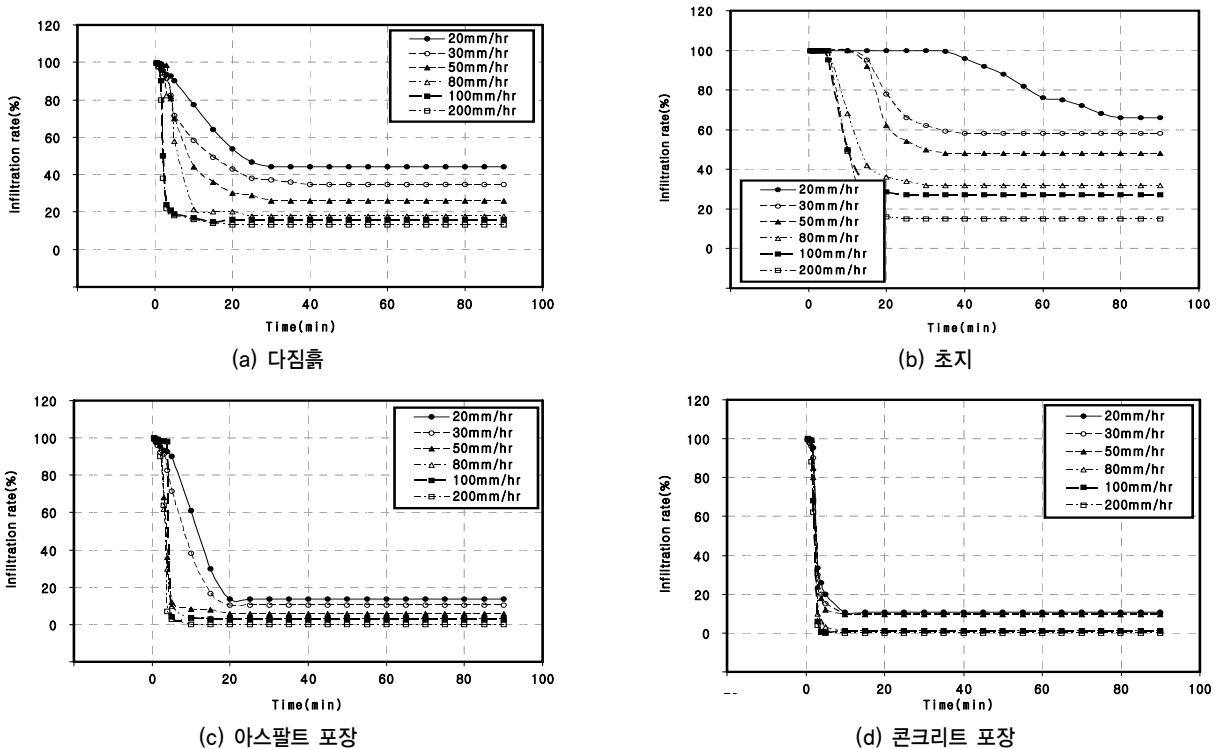 120
100
80
60
40
20
0
Infiltration rate(%)
20mm/hr
30mm/hr
50mm/hr
80mm/hr
100mm/hr
200mm/hr
0 20 40 60 80 100
Time(min)
(a) 다짐흙
120
100
80
60
40
20
0
Infiltration rate(%)
20mm/hr
30mm/hr
50mm/hr
80mm/hr
100mm/hr
200mm/hr
0 20 40 60 80 100
Time(min)
(b) 초지
120
100
80
60
40
20
0
Infiltration rate(%)
20mm/hr
30mm/hr
50mm/hr
80mm/hr
100mm/hr
200mm/hr
0 20 40 60 80 100
Time(min)
(c) 아스팔트 포장
120
100
80
60
40
20
0
Infiltration rate(%)
20mm/hr
30mm/hr
50mm/hr
80mm/hr
100mm/hr
200mm/hr
0 20 40 60 80 100
Time(min)
(d) 콘크리트 포장